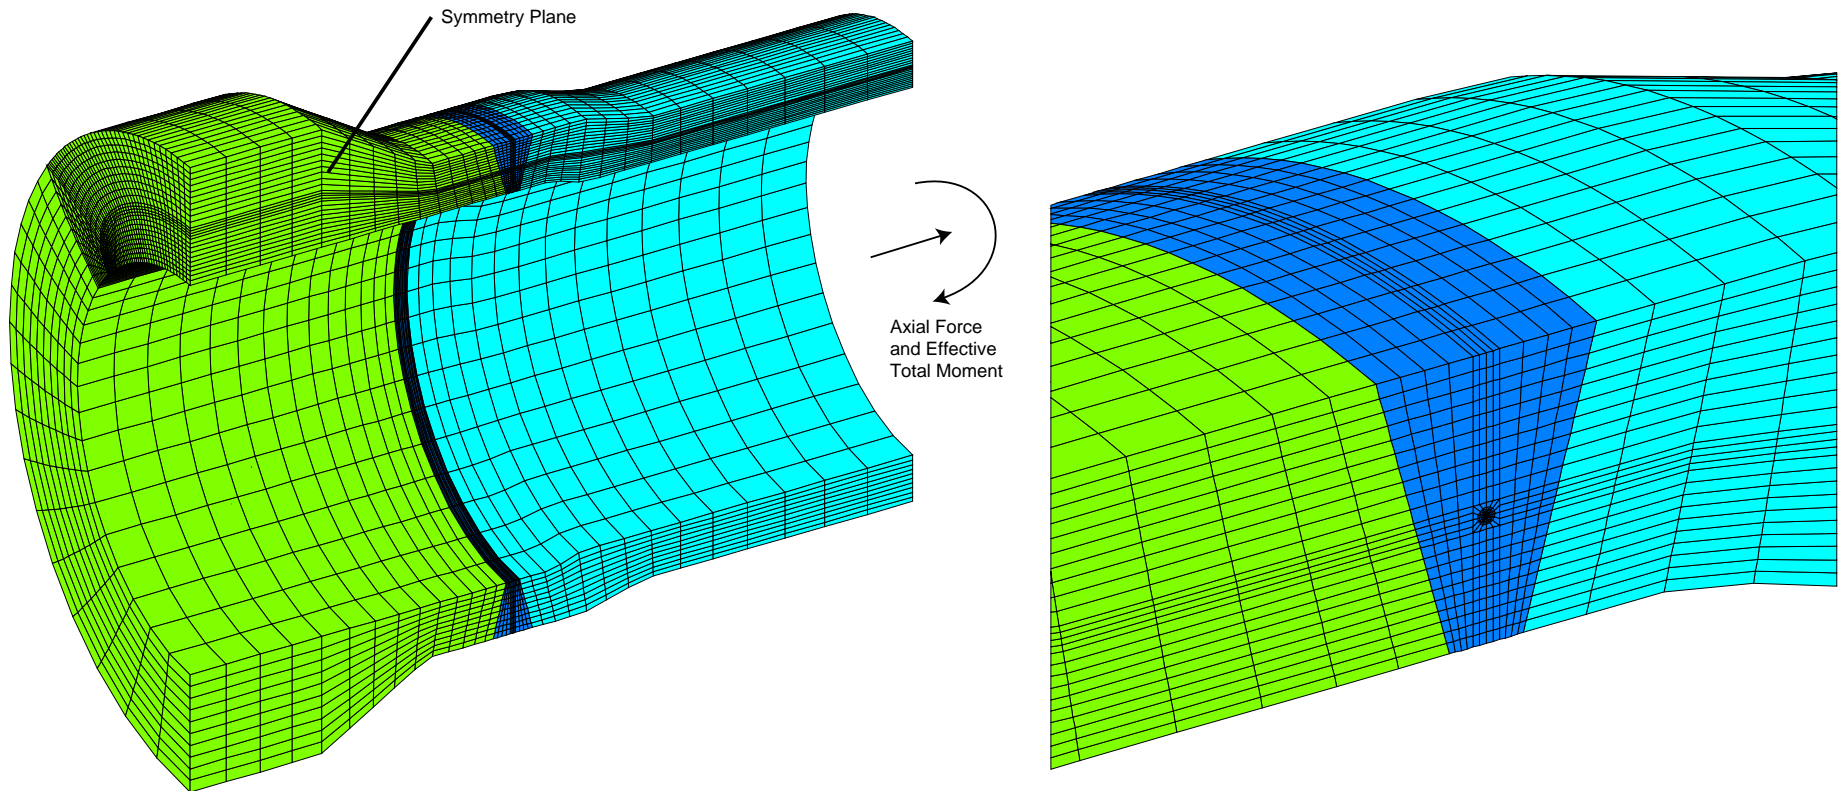 Symmetry Plane
Axial Force
and Effective
Total Moment